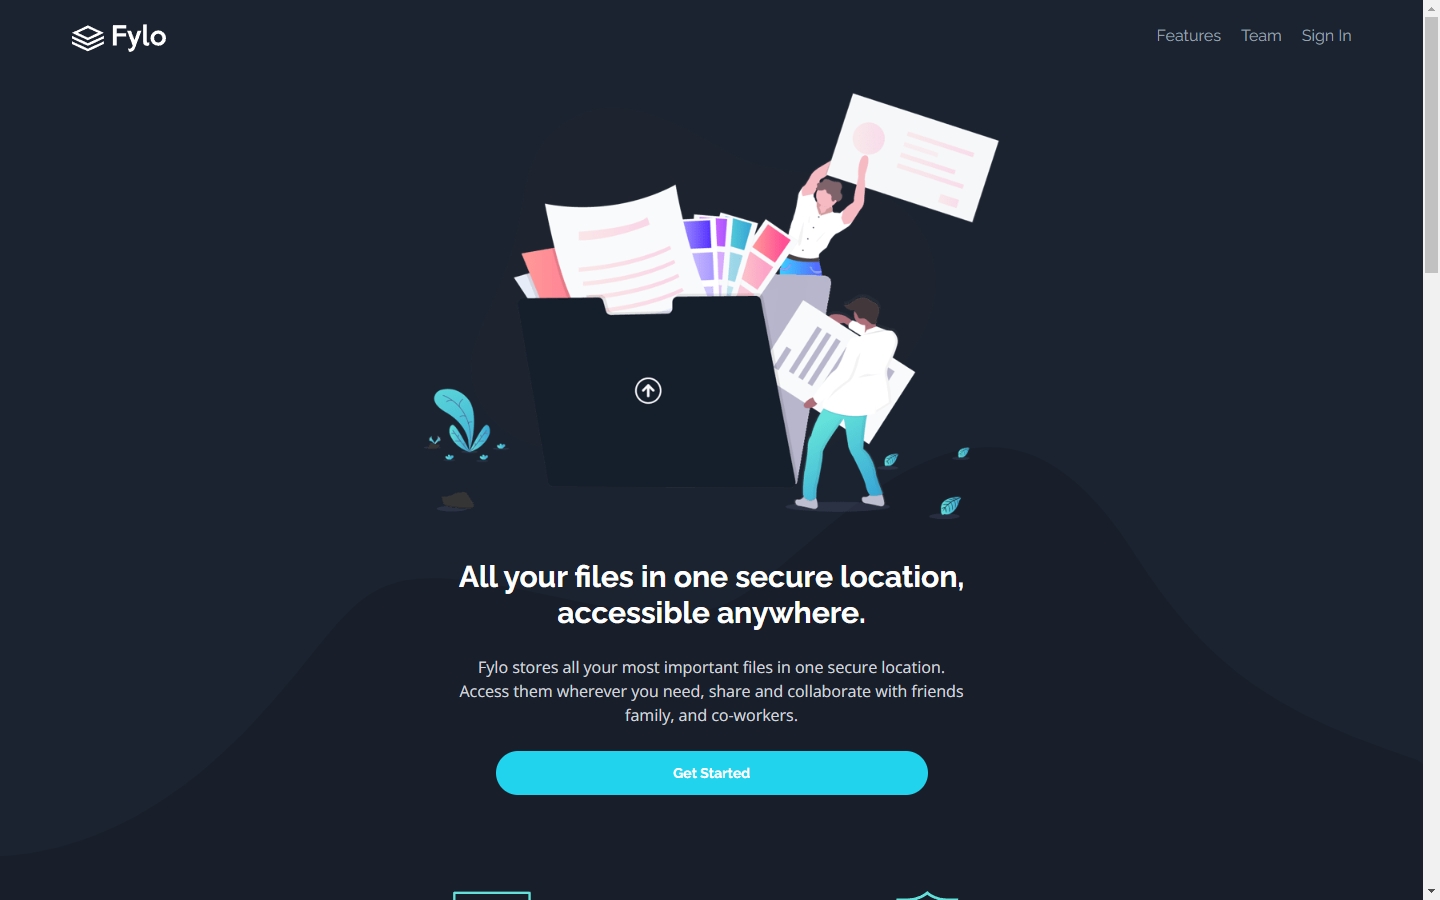 Fylo
Features Team Sign In
All your files in one secure location,
accessible anywhere.
Fylo stores all your most important files in one secure location.
Access them wherever you need, share and collaborate with friends
family, and co-workers.
Get Started